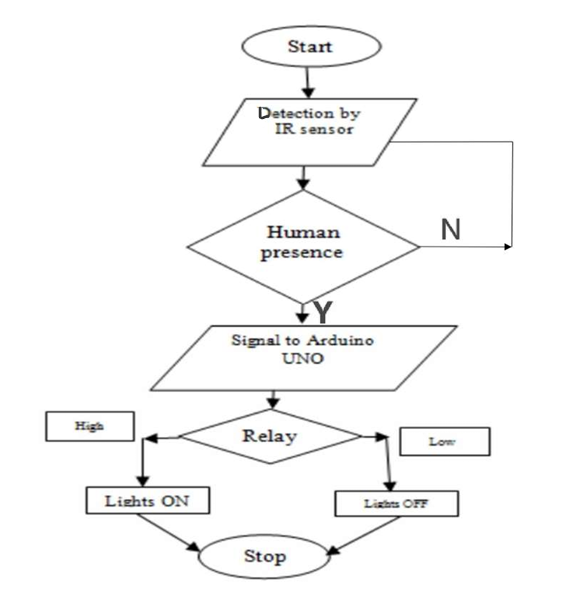 Start
Detection by
IR sensor
Human
presence
N
Y
Signal to Arduino
UNO
High
Relay
Low
Lights ON
Lights OFF
Stop